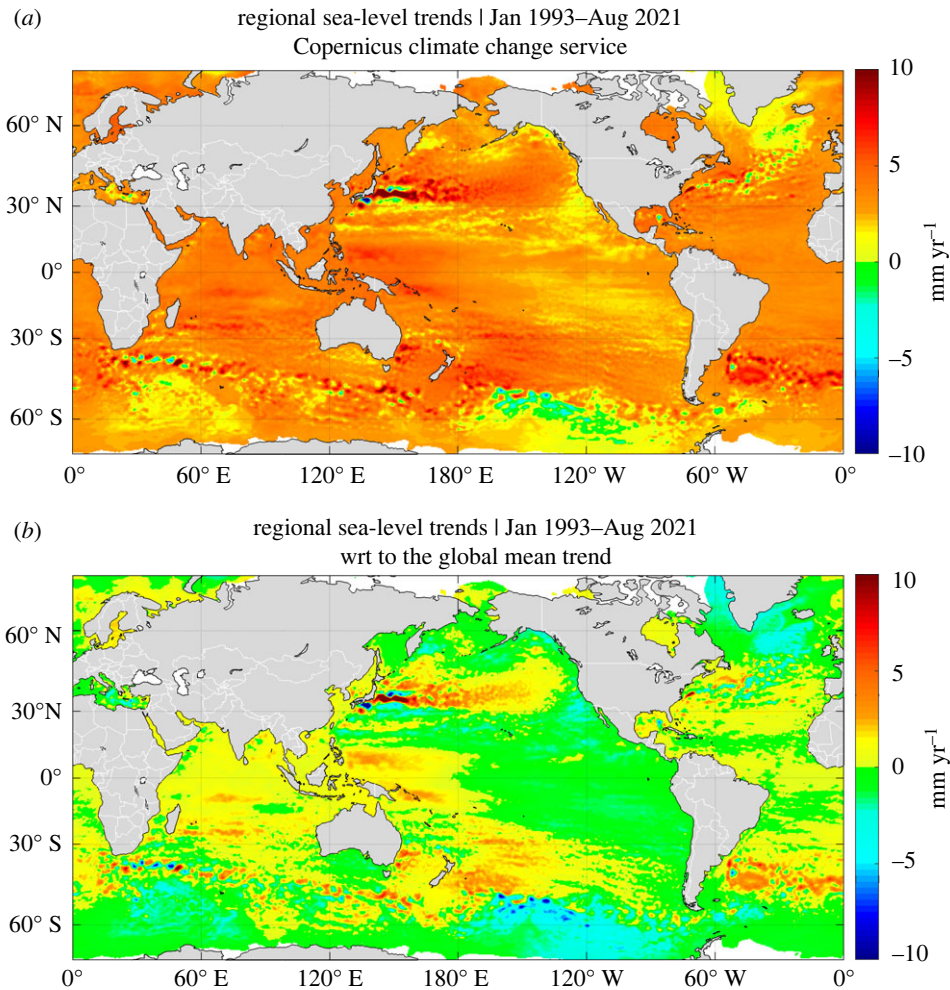 (a)
regional sea-level trends | Jan 1993–Aug 2021
Copernicus climate change service
60° N
30° N
0°
30° S
60° S
0° 60° E 120° E 180° E 120° W 60° W 0°
10
5
0
−5
−10
mm yr⁻¹
(b)
regional sea-level trends | Jan 1993–Aug 2021
wrt to the global mean trend
60° N
30° N
0°
30° S
60° S
0° 60° E 120° E 180° E 120° W 60° W 0°
10
5
0
−5
−10
mm yr⁻¹